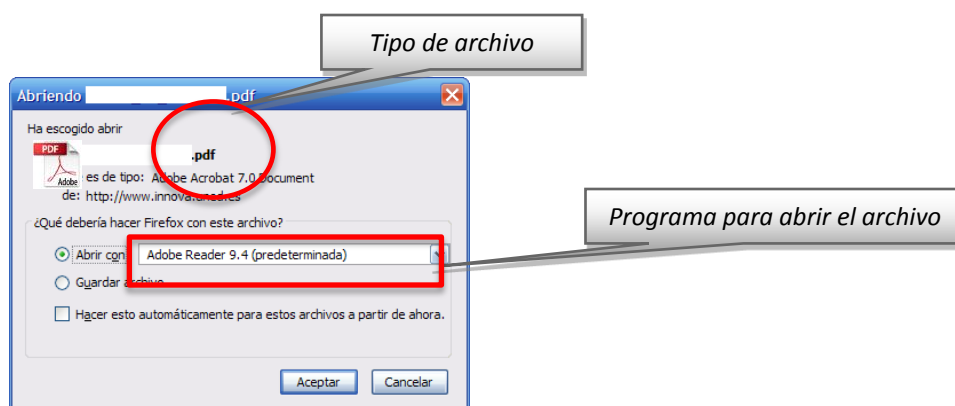 Tipo de archivo
Abriendo .pdf
Ha escogido abrir
PDF
.pdf
Adobe
es de tipo: Adobe Acrobat 7.0 Document
de: http://www.innova.uned.es
¿Qué debería hacer Firefox con este archivo?
Programa para abrir el archivo
Abrir con Adobe Reader 9.4 (predeterminada)
Guardar archivo
Hacer esto automáticamente para estos archivos a partir de ahora.
Aceptar Cancelar